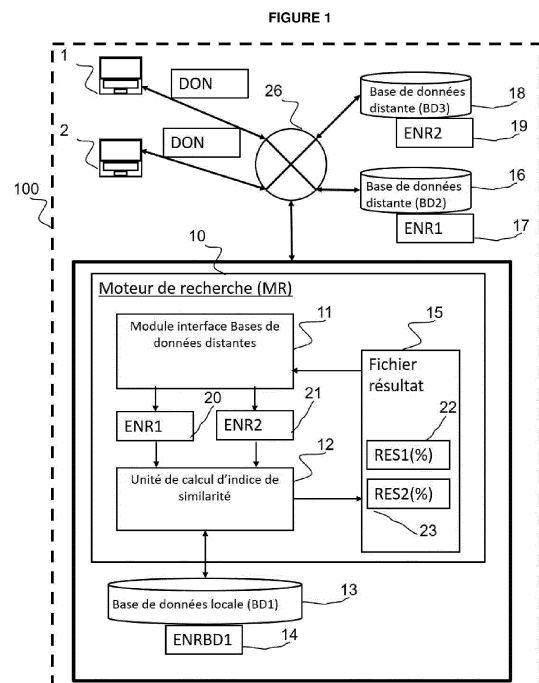 FIGURE 1
1
DON
2
DON
26
Base de données
distante (BD3)
18
ENR2
19
Base de données
distante (BD2)
16
ENR1
17
100
10
Moteur de recherche (MR)
Module interface Bases de
données distantes
11
15
Fichier
résultat
ENR1
20
ENR2
21
22
RES1(%)
RES2(%)
23
Unité de calcul d'indice de
similarité
12
Base de données locale (BD1)
13
ENRBD1
14